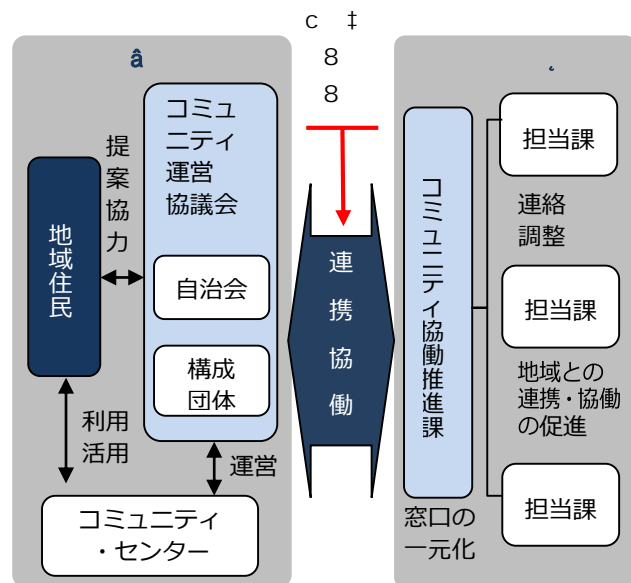 c ‡
8
8
â
コミュ
ニティ
運営
協議会
提案協力
地域住民
自治会
構成
団体
利用
活用
運営
コミュニティ
・センター
連携協働
コミュニティ協働推進課
窓口の
一元化
担当課
連絡
調整
担当課
地域との
連携・協働
の促進
担当課